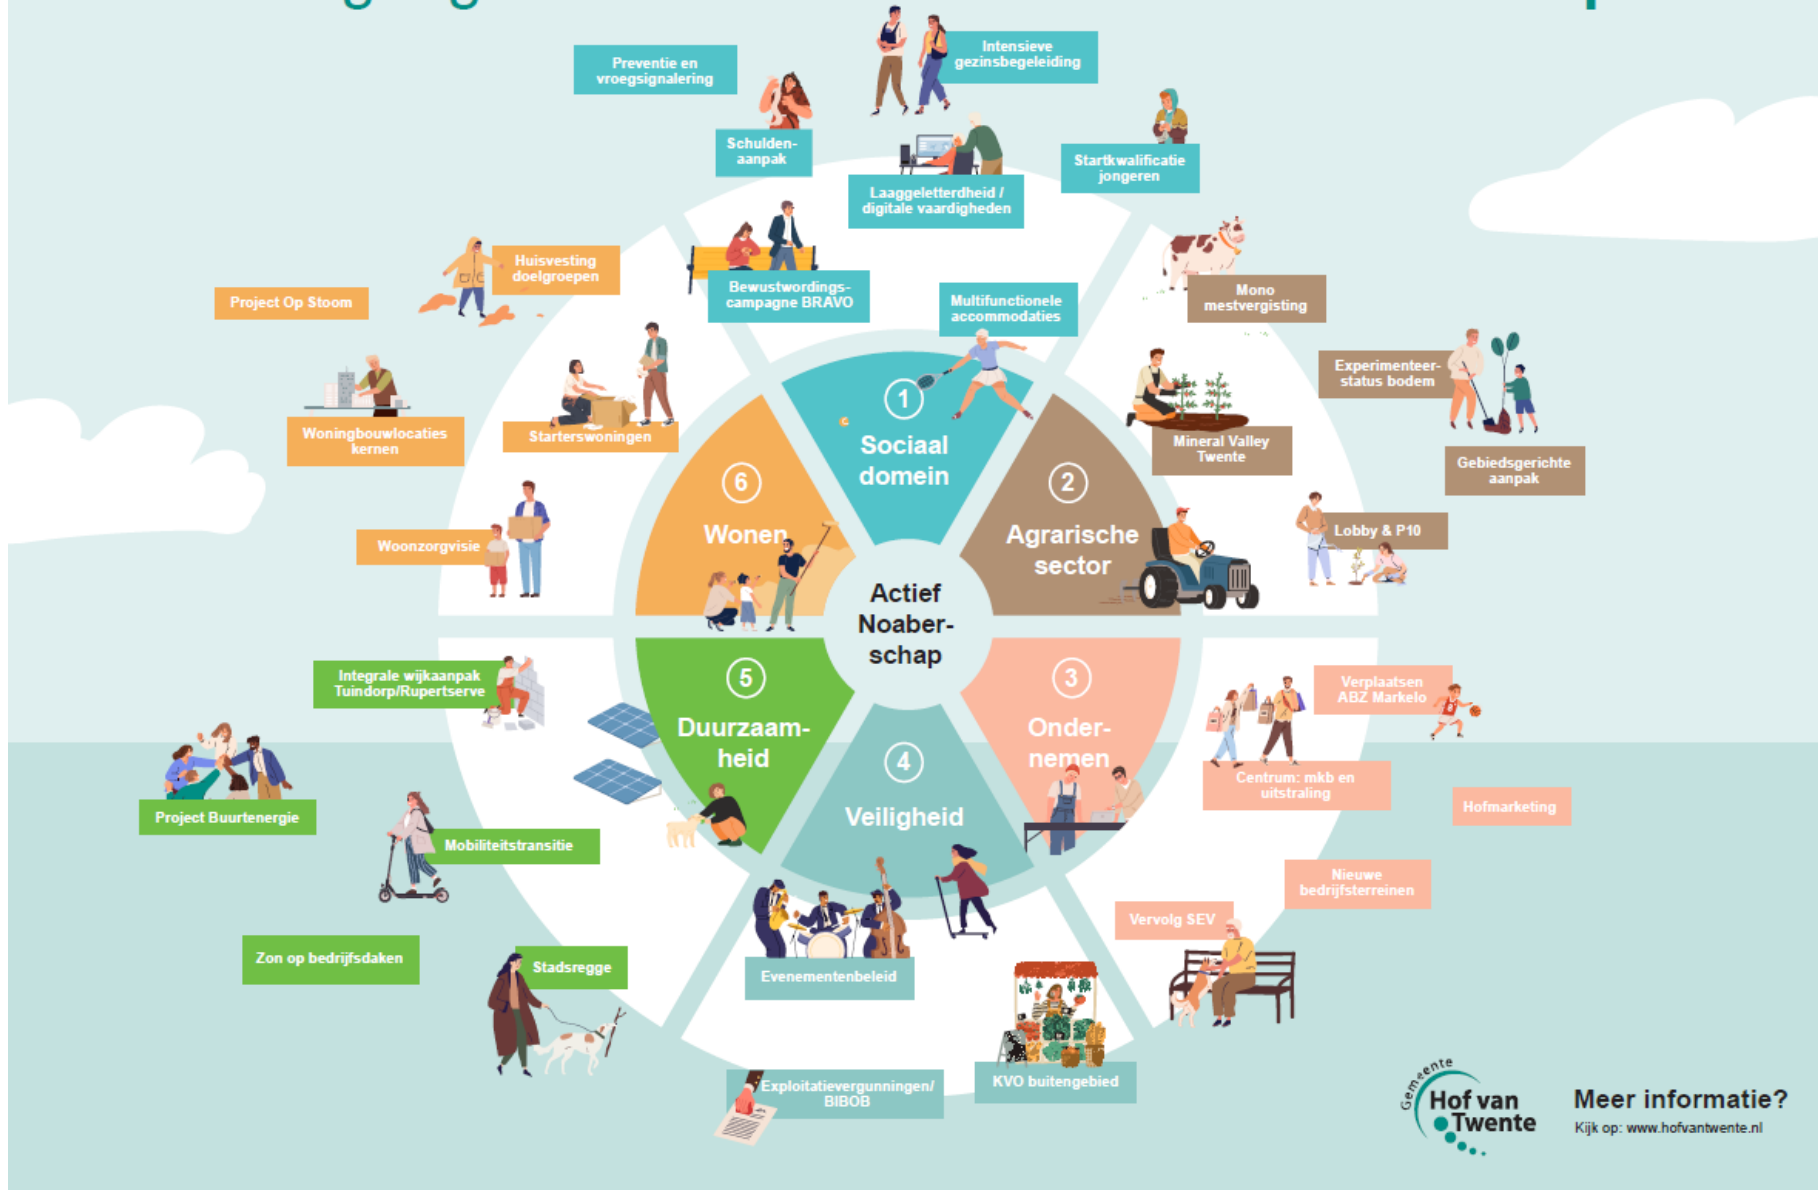 Preventie en
vroegsignalering
Intensieve
gezinsbegeleiding
Schulden-
aanpak
Startkwalificatie
jongeren
Laaggeletterdheid /
digitale vaardigheden
Bewustwordings-
campagne BRAVO
Multifunctionele
accommodaties
Huisvesting
doelgroepen
Project Op Stoom
Woningbouwlocaties
kernen
Starterswoningen
Woonzorgvisie
Mono
mestvergisting
Experimenteer-
status bodem
Mineral Valley
Twente
Gebiedsgerichte
aanpak
Lobby & P10
1
Sociaal
domein
2
Agrarische
sector
3
Onder-
nemen
4
Veiligheid
5
Duurzaam-
heid
6
Wonen
Actief
Noaber-
schap
Integrale wijkaanpak
Tuindorp/Rupertserve
Project Buurtenergie
Mobiliteitstransitie
Zon op bedrijfsdaken
Stadsregge
Verplaatsen
ABZ Markelo
Centrum: mkb en
uitstraling
Hofmarketing
Nieuwe
bedrijfsterreinen
Vervolg SEV
Evenementenbeleid
Exploitatievergunningen/
BIBOB
KVO buitengebied
Gemeente
Hof van
Twente
Meer informatie?
Kijk op: www.hofvantwente.nl